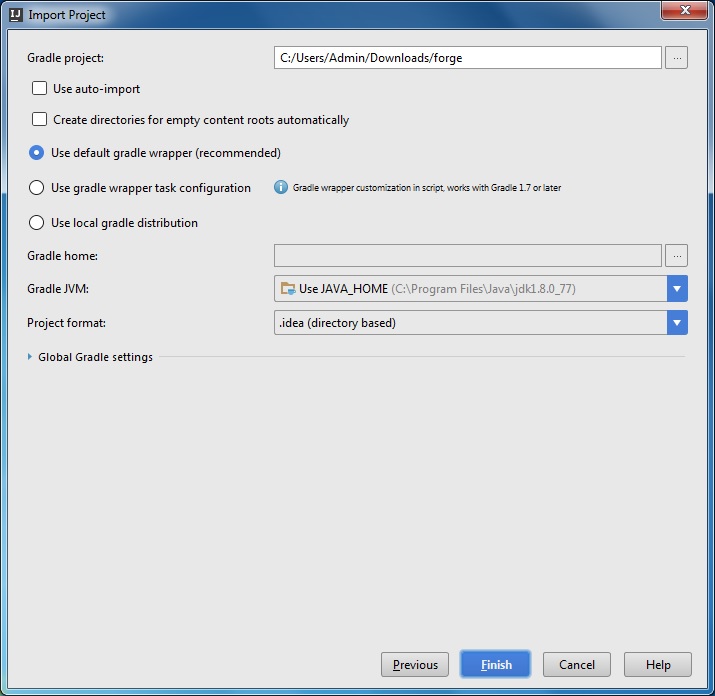 IJ Import Project
Gradle project: C:/Users/Admin/Downloads/forge ...
Use auto-import
Create directories for empty content roots automatically
Use default gradle wrapper (recommended)
Use gradle wrapper task configuration i Gradle wrapper customization in script, works with Gradle 1.7 or later
Use local gradle distribution
Gradle home: ...
Gradle JVM: Use JAVA_HOME (C:\Program Files\Java\jdk1.8.0_77)
Project format: .idea (directory based)
Global Gradle settings
Previous Finish Cancel Help